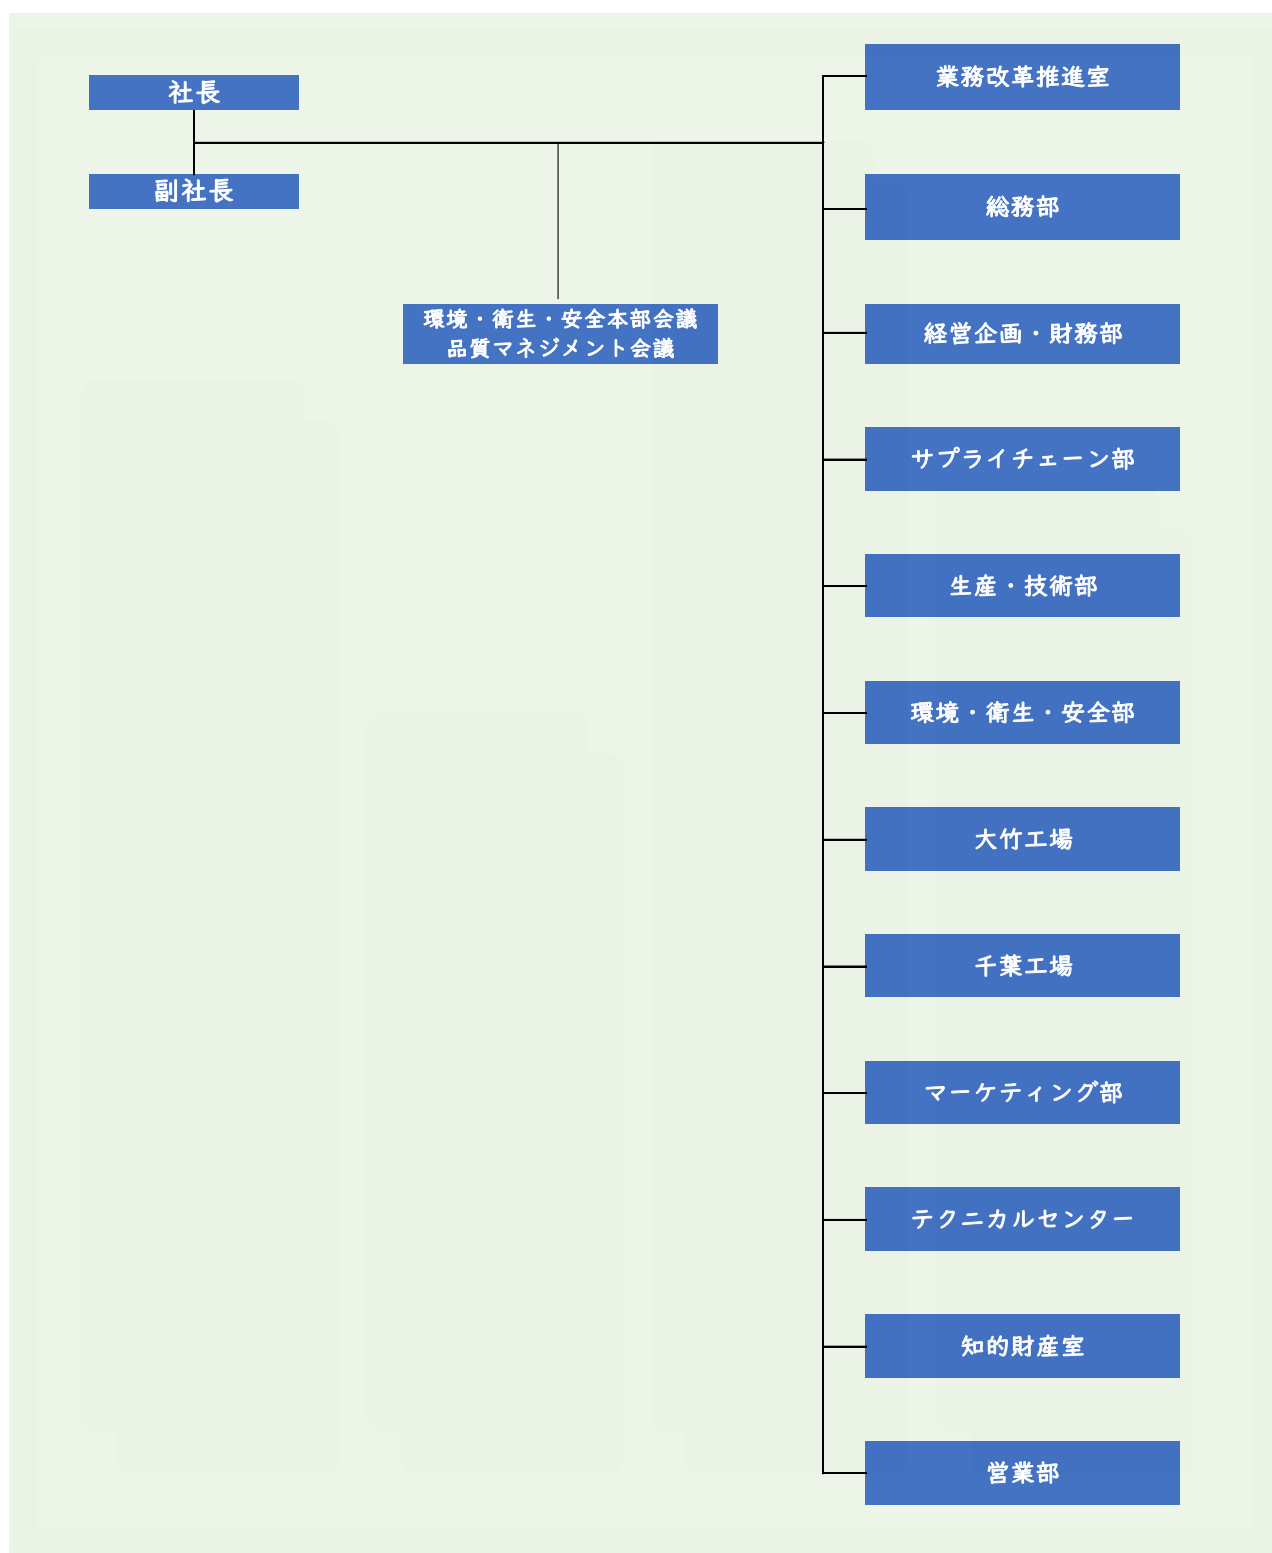 社長
副社長
環境・衛生・安全本部会議
品質マネジメント会議
業務改革推進室
総務部
経営企画・財務部
サプライチェーン部
生産・技術部
環境・衛生・安全部
大竹工場
千葉工場
マーケティング部
テクニカルセンター
知的財産室
営業部